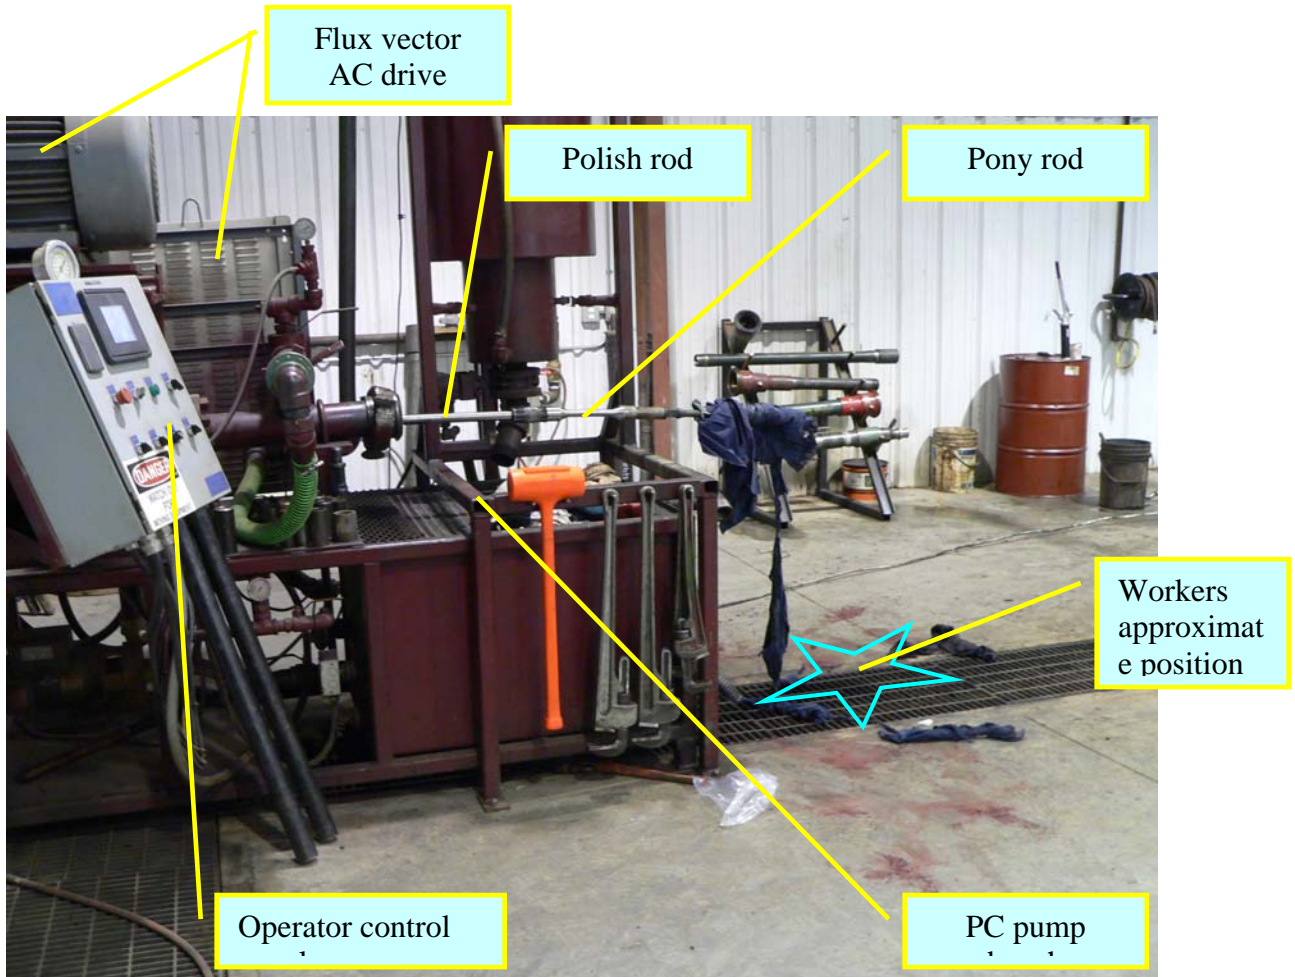 Flux vector
AC drive
Polish rod
Pony rod
DANGER
Workers
approximat
e position
Operator control
PC pump